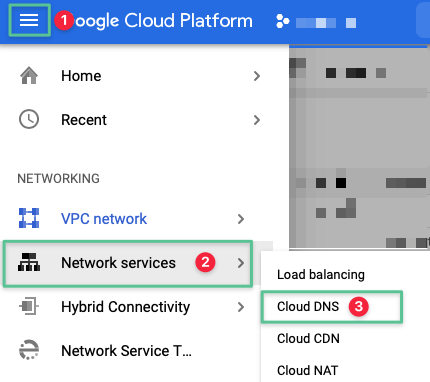 1 oogle Cloud Platform
Home
Recent
NETWORKING
VPC network
Network services 2
Load balancing
Cloud DNS 3
Hybrid Connectivity
Cloud CDN
Network Service T...
Cloud NAT